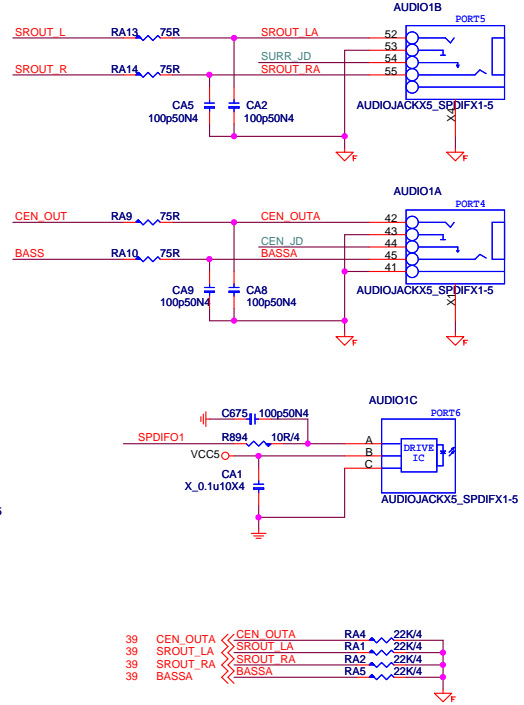 AUDIO1B
PORT5
SROUT_L RA13 75R SROUT_LA 52
53
SURR_JD 54
SROUT_R RA14 75R SROUT_RA 55
CA5 CA2
100p50N4 100p50N4
AUDIOJACKX5_SPDIFX1-5
X4
F F
AUDIO1A
PORT4
CEN_OUT RA9 75R CEN_OUTA 42
43
CEN_JD 44
BASS RA10 75R BASSA 45
41
CA9 CA8
100p50N4 100p50N4
AUDIOJACKX5_SPDIFX1-5
X1
F F
AUDIO1C
C675 100p50N4 PORT6
SPDIFO1 R894 10R/4 A
VCC5 B
C
DRIVE
IC
CA1
X_0.1u10X4
AUDIOJACKX5_SPDIFX1-5
39 CEN_OUTA CEN_OUTA RA4 22K/4
39 SROUT_LA SROUT_LA RA1 22K/4
39 SROUT_RA SROUT_RA RA2 22K/4
39 BASSA BASSA RA5 22K/4
F